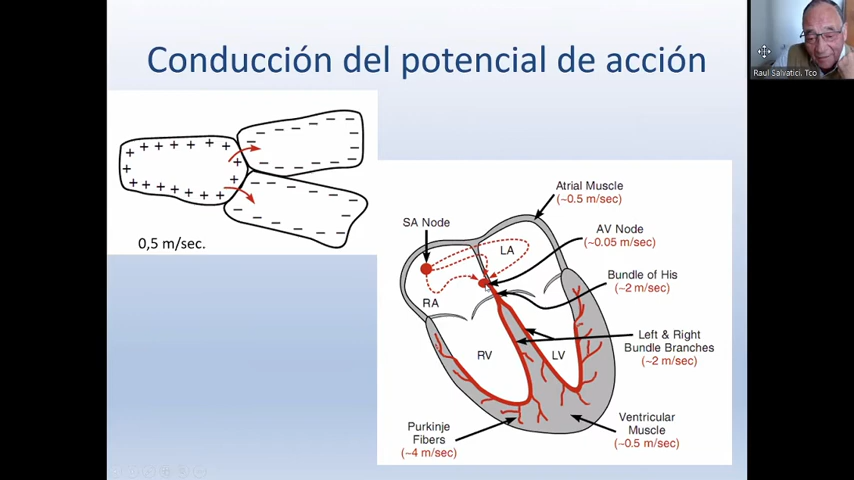 Conducción del potencial de acción
Raul Salvatici, Tco
0,5 m/sec.
SA Node
RA
LA
RV
LV
Atrial Muscle
(~0.5 m/sec)
AV Node
(~0.05 m/sec)
Bundle of His
(~2 m/sec)
Left & Right
Bundle Branches
(~2 m/sec)
Ventricular
Muscle
(~0.5 m/sec)
Purkinje
Fibers
(~4 m/sec)